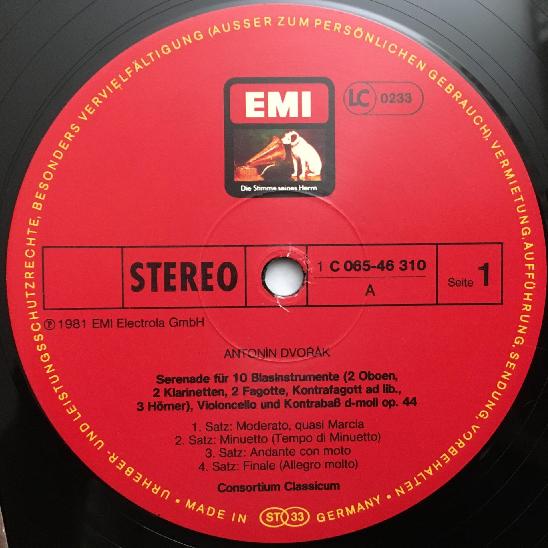 URHEBER- UND LEISTUNGSSCHUTZRECHTE, BESONDERS VERVIELFÄLTIGUNG (AUSSER ZUM PERSÖNLICHEN GEBRAUCH), VERMIETUNG, AUFFÜHRUNG, SENDUNG, VORBEHALTEN •
EMI
LC 0233
Die Stimme seines Herrn
STEREO
1 C 065-46 310
A
Seite 1
Ⓟ 1981 EMI Electrola GmbH
ANTONÍN DVOŘÁK
Serenade für 10 Blasinstrumente (2 Oboen,
2 Klarinetten, 2 Fagotte, Kontrafagott ad lib.,
3 Hörner), Violoncello und Kontrabaß d-moll op. 44
1. Satz: Moderato, quasi Marcia
2. Satz: Minuetto (Tempo di Minuetto)
3. Satz: Andante con moto
4. Satz: Finale (Allegro molto)
Consortium Classicum
• MADE IN ST 33 GERMANY •